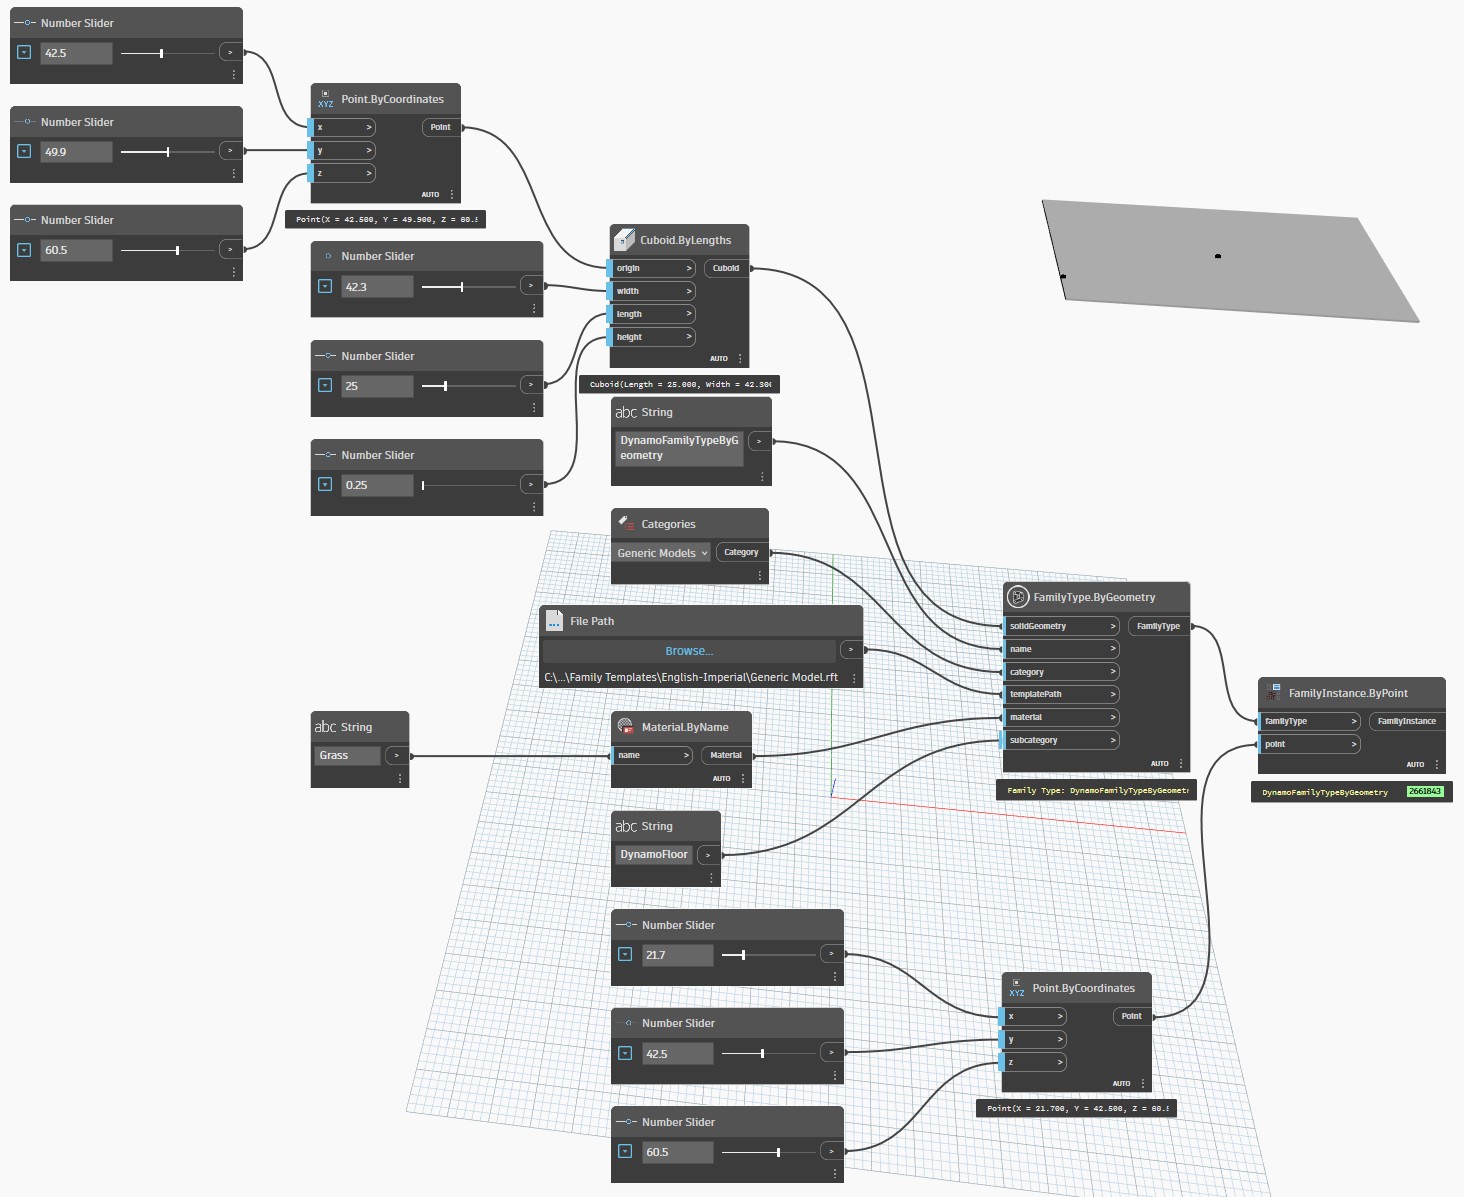 Number Slider
42.5
>
Number Slider
49.9
>
Number Slider
60.5
>
XYZ Point.ByCoordinates
x > Point
y >
z >
AUTO
Point(X = 42.500, Y = 49.900, Z = 60.5
Number Slider
42.3
>
Number Slider
25
>
Number Slider
0.25
>
Cuboid.ByLengths
origin > Cuboid
width >
length >
height >
AUTO
Cuboid(Length = 25.000, Width = 42.300
abc String
DynamoFamilyTypeByG
eometry
>
Categories
Generic Models Category
File Path
Browse... >
C:\...\Family Templates\English-Imperial\Generic Model.rft
abc String
Grass >
Material.ByName
name > Material
AUTO
abc String
DynamoFloor >
FamilyType.ByGeometry
solidGeometry > FamilyType
name >
category >
templatePath >
material >
subcategory >
AUTO
Family Type: DynamoFamilyTypeByGeometr
FamilyInstance.ByPoint
familyType > FamilyInstance
point >
AUTO
DynamoFamilyTypeByGeometry 2661843
Number Slider
21.7
>
Number Slider
42.5
>
Number Slider
60.5
>
XYZ Point.ByCoordinates
x > Point
y >
z >
AUTO
Point(X = 21.700, Y = 42.500, Z = 60.5